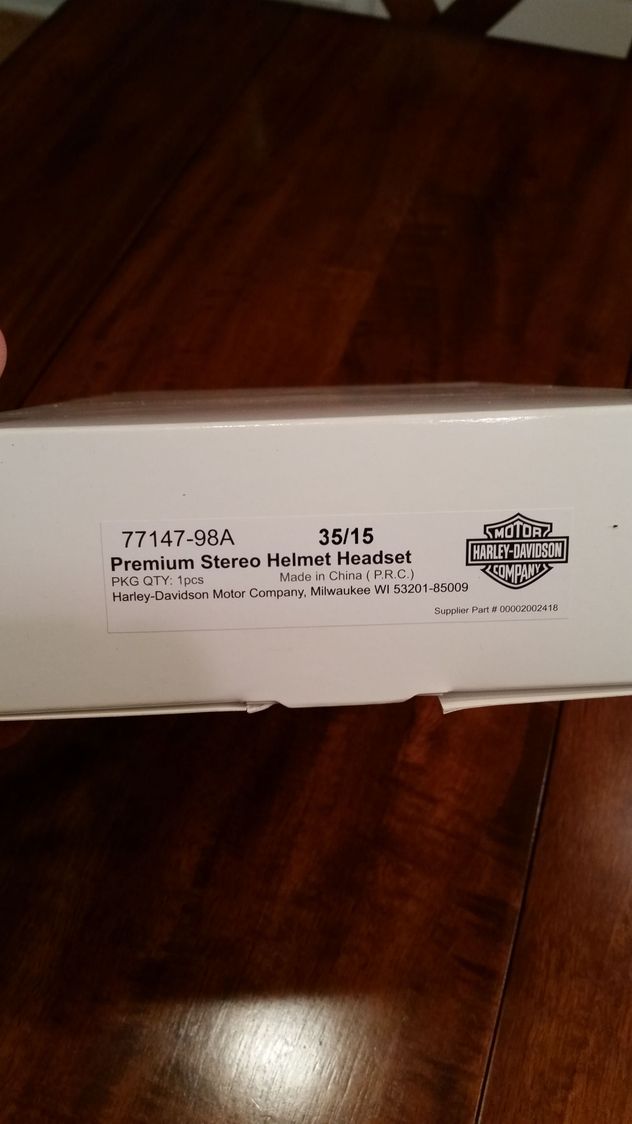 77147-98A 35/15
Premium Stereo Helmet Headset
PKG QTY: 1pcs Made in China ( P.R.C.)
Harley-Davidson Motor Company, Milwaukee WI 53201-85009
MOTOR
HARLEY-DAVIDSON
COMPANY
Supplier Part # 00002002418